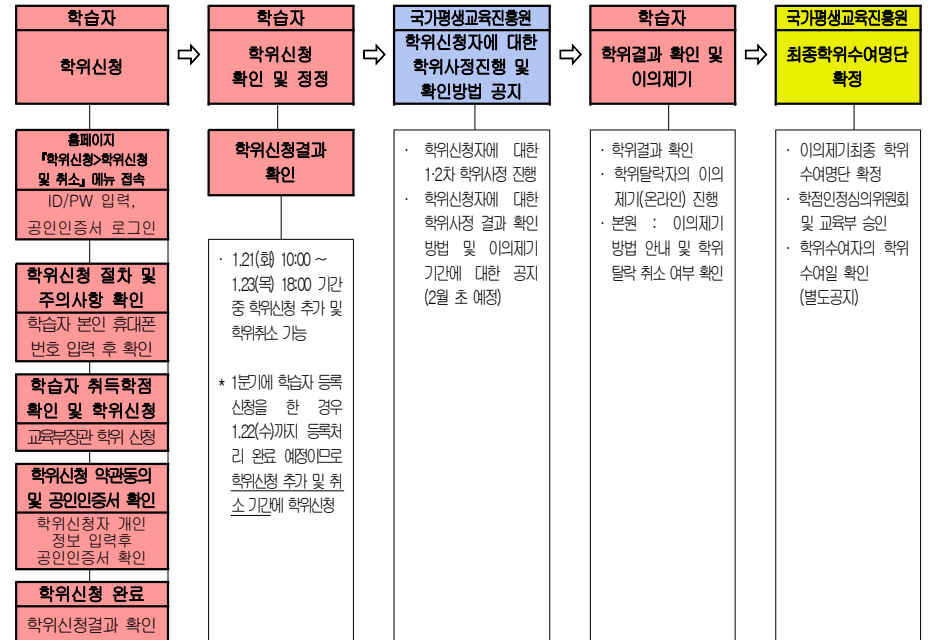 학습자
학위신청
학습자
학위신청
확인 및 정정
국가평생교육진흥원
학위신청자에 대한
학위사정진행 및
확인방법 공지
학습자
학위결과 확인 및
이의제기
국가평생교육진흥원
최종학위수여명단
확정
홈페이지
『학위신청>학위신청
및 취소』 메뉴 접속
ID/PW 입력,
공인인증서 로그인
학위신청 절차 및
주의사항 확인
학습자 본인 휴대폰
번호 입력 후 확인
학습자 취득학점
확인 및 학위신청
교육부장관 학위 신청
학위신청 약관동의
및 공인인증서 확인
학위신청자 개인
정보 입력후
공인인증서 확인
학위신청 완료
학위신청결과 확인
학위신청결과
확인
· 1.21(화) 10:00 ~
1.23(목) 18:00 기간
중 학위신청 추가 및
학위취소 가능
* 1분기에 학습자 등록
신청을 한 경우
1.22(수)까지 등록처
리 완료 예정이므로
학위신청 추가 및 취
소 기간에 학위신청
· 학위신청자에 대한
1·2차 학위사정 진행
· 학위신청자에 대한
학위사정 결과 확인
방법 및 이의제기
기간에 대한 공지
(2월 초 예정)
· 학위결과 확인
· 학위탈락자의 이의
제기(온라인) 진행
· 본원 : 이의제기
방법 안내 및 학위
탈락 취소 여부 확인
· 이의제기최종 학위
수여명단 확정
· 학점인정심의위원회
및 교육부 승인
· 학위수여자의 학위
수여일 확인
(별도공지)